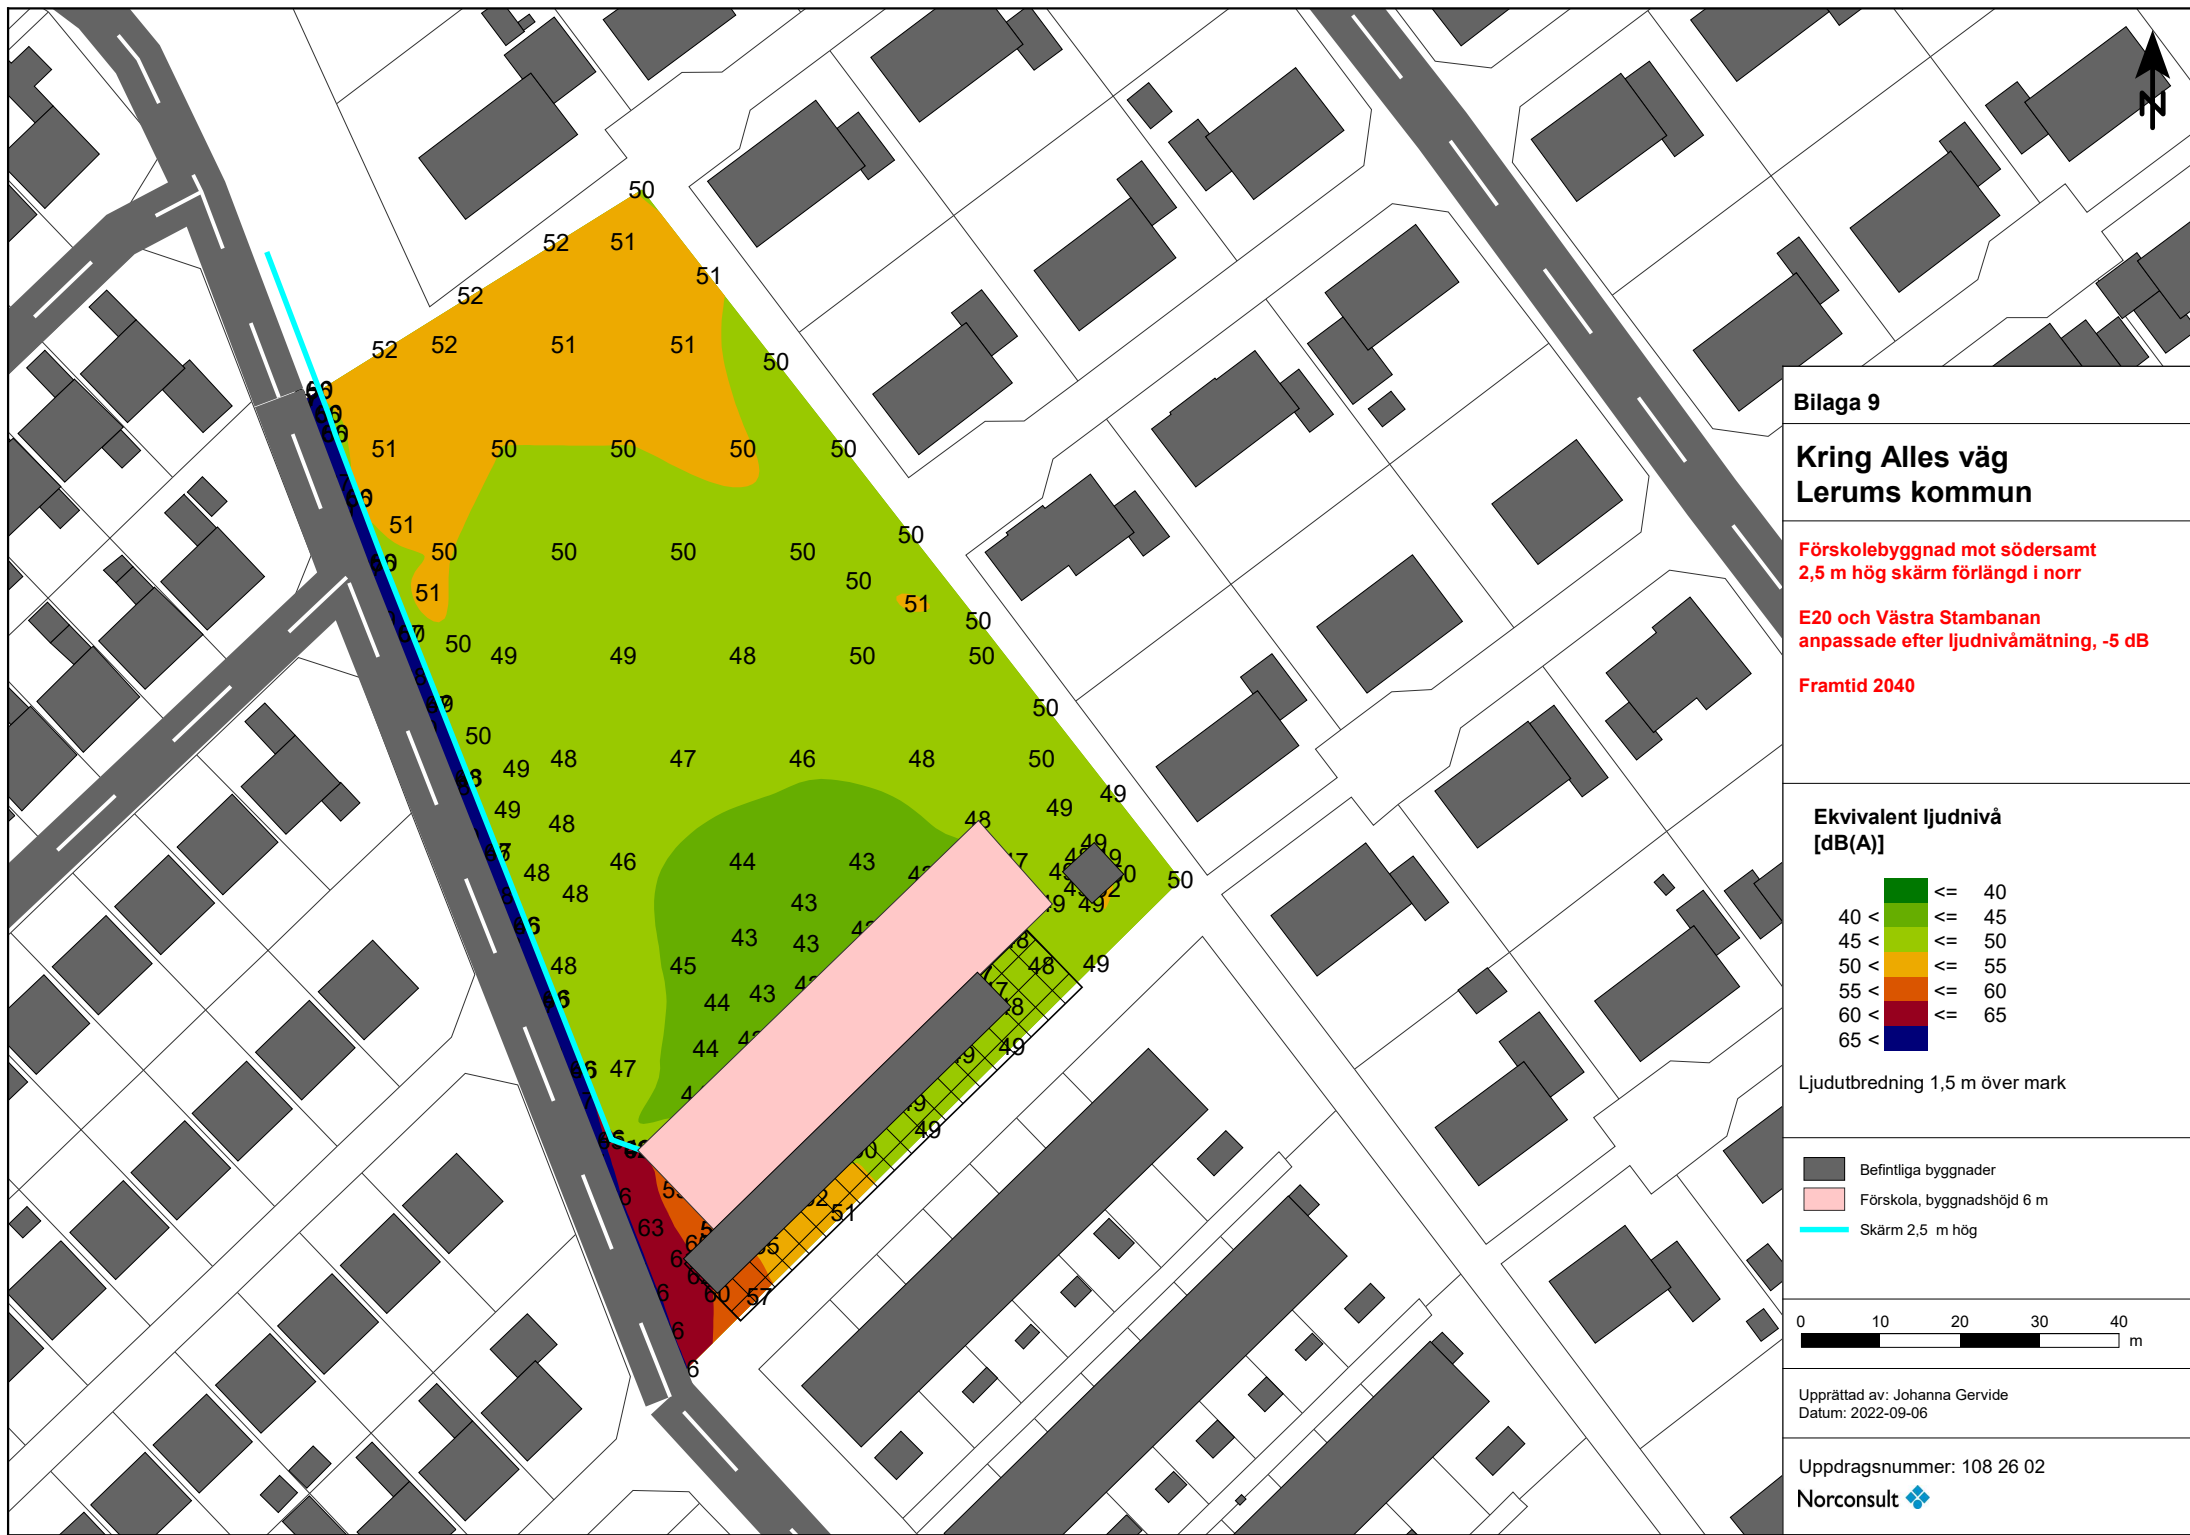 50
52
51
51
52
52
52
51
51
50
51
50
50
50
50
51
50
50
50
50
50
50
51
51
50
50
49
49
48
50
50
50
50
49
48
47
46
48
50
49
49
49
48
48
48
46
44
43
50
48
43
49
49
43
43
48
45
48
49
44
43
47
44
49
49
63
51
60
57
Bilaga 9
Kring Alles väg
Lerums kommun
Förskolebyggnad mot södersamt
2,5 m hög skärm förlängd i norr
E20 och Västra Stambanan
anpassade efter ljudnivåmätning, -5 dB
Framtid 2040
Ekvivalent ljudnivå
[dB(A)]
<= 40
40 < <= 45
45 < <= 50
50 < <= 55
55 < <= 60
60 < <= 65
65 <
Ljudutbredning 1,5 m över mark
Befintliga byggnader
Förskola, byggnadshöjd 6 m
Skärm 2,5 m hög
0 10 20 30 40
m
Upprättad av: Johanna Gervide
Datum: 2022-09-06
Uppdragsnummer: 108 26 02
Norconsult
N